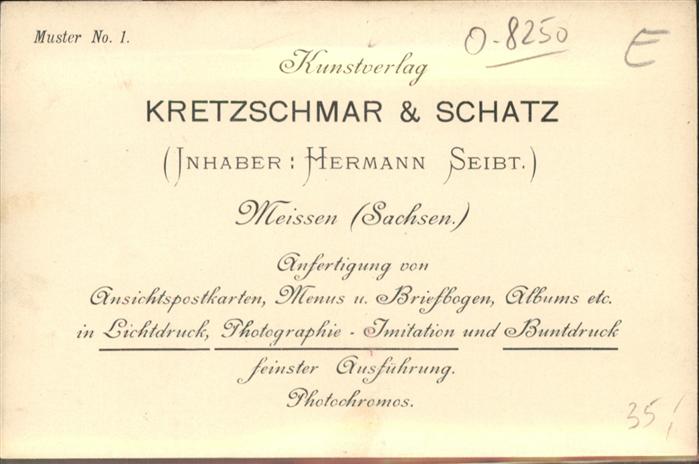 Muster No. 1.
O-8250
E
Kunstverlag
KRETZSCHMAR & SCHATZ
(INHABER: HERMANN SEIBT.)
Meissen (Sachsen.)
Anfertigung von
Ansichtspostkarten, Menus u. Briefbogen, Albums etc.
in Lichtdruck, Photographie - Imitation und Buntdruck
feinster Ausführung.
Photochromos.
35,